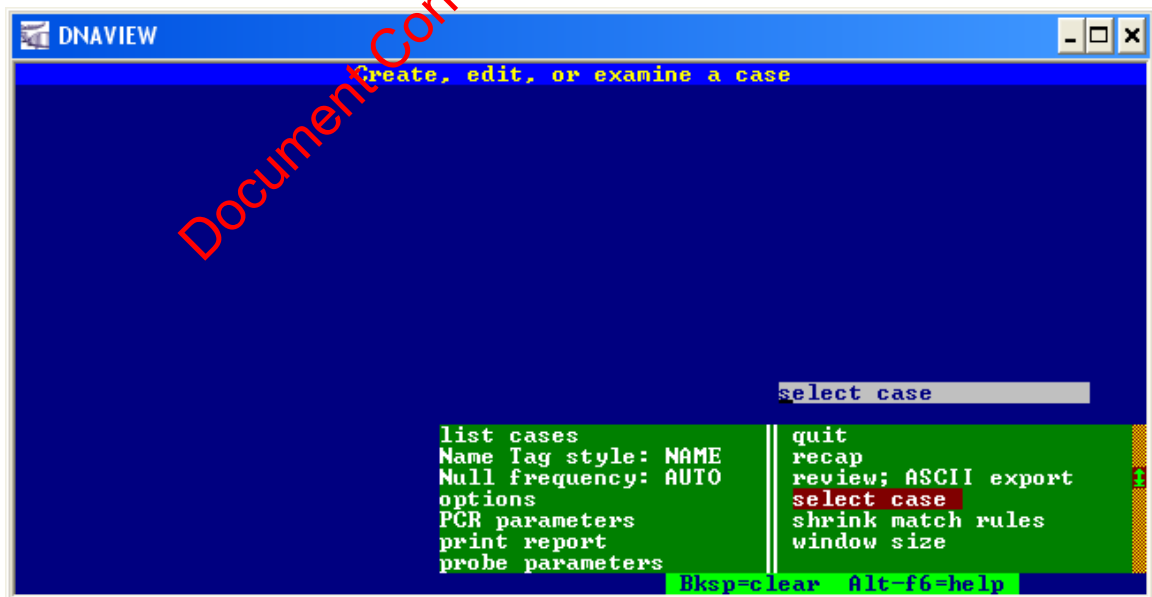 DNAVIEW
Create, edit, or examine a case
Document Con
select case
list cases
Name Tag style: NAME
Null frequency: AUTO
options
PCR parameters
print report
probe parameters
quit
recap
review; ASCII export
select case
shrink match rules
window size
Bksp=clear Alt-f6=help